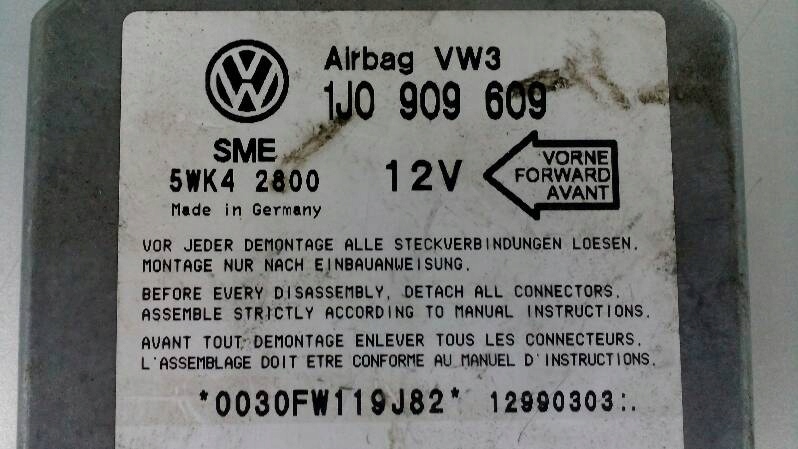 VW
Airbag VW3
1J0 909 609
SME
5WK4 2800
Made in Germany
12V
VORNE
FORWARD
AVANT
VOR JEDER DEMONTAGE ALLE STECKVERBINDUNGEN LOESEN.
MONTAGE NUR NACH EINBAUANWEISUNG.
BEFORE EVERY DISASSEMBLY, DETACH ALL CONNECTORS.
ASSEMBLE STRICTLY ACCORDING TO MANUAL INSTRUCTIONS.
AVANT TOUT DEMONTAGE ENLEVER TOUS LES CONNECTEURS.
L'ASSEMBLAGE DOIT ETRE CONFORME AU MANUEL D'INSTRUCTIONS.
*0030FW119J82* 12990303:.